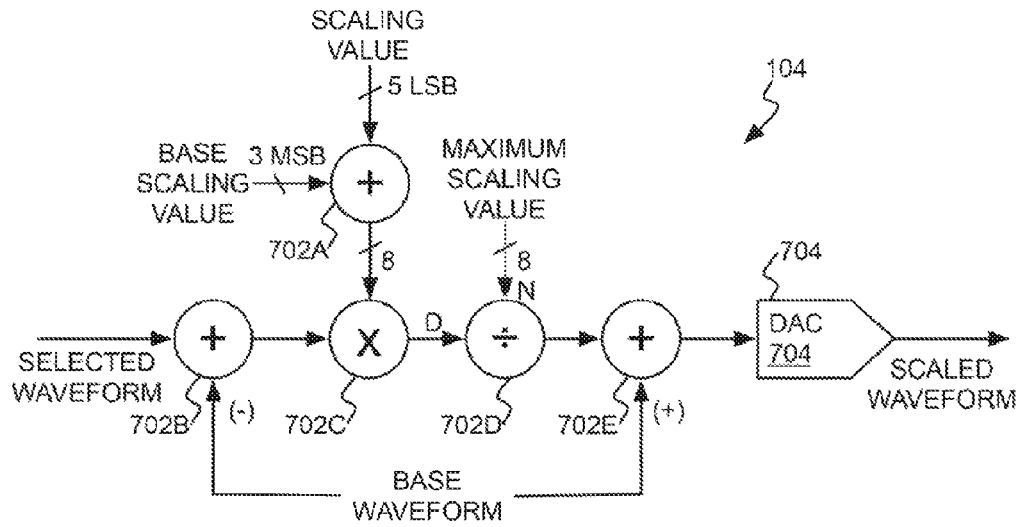 SCALING
VALUE
5 LSB
104
BASE
SCALING
VALUE
3 MSB
+
702A
8
MAXIMUM
SCALING
VALUE
8
N
704
SELECTED
WAVEFORM
+
702B
(-)
X
702C
D
÷
702D
+
702E
(+)
DAC
704
SCALED
WAVEFORM
BASE
WAVEFORM